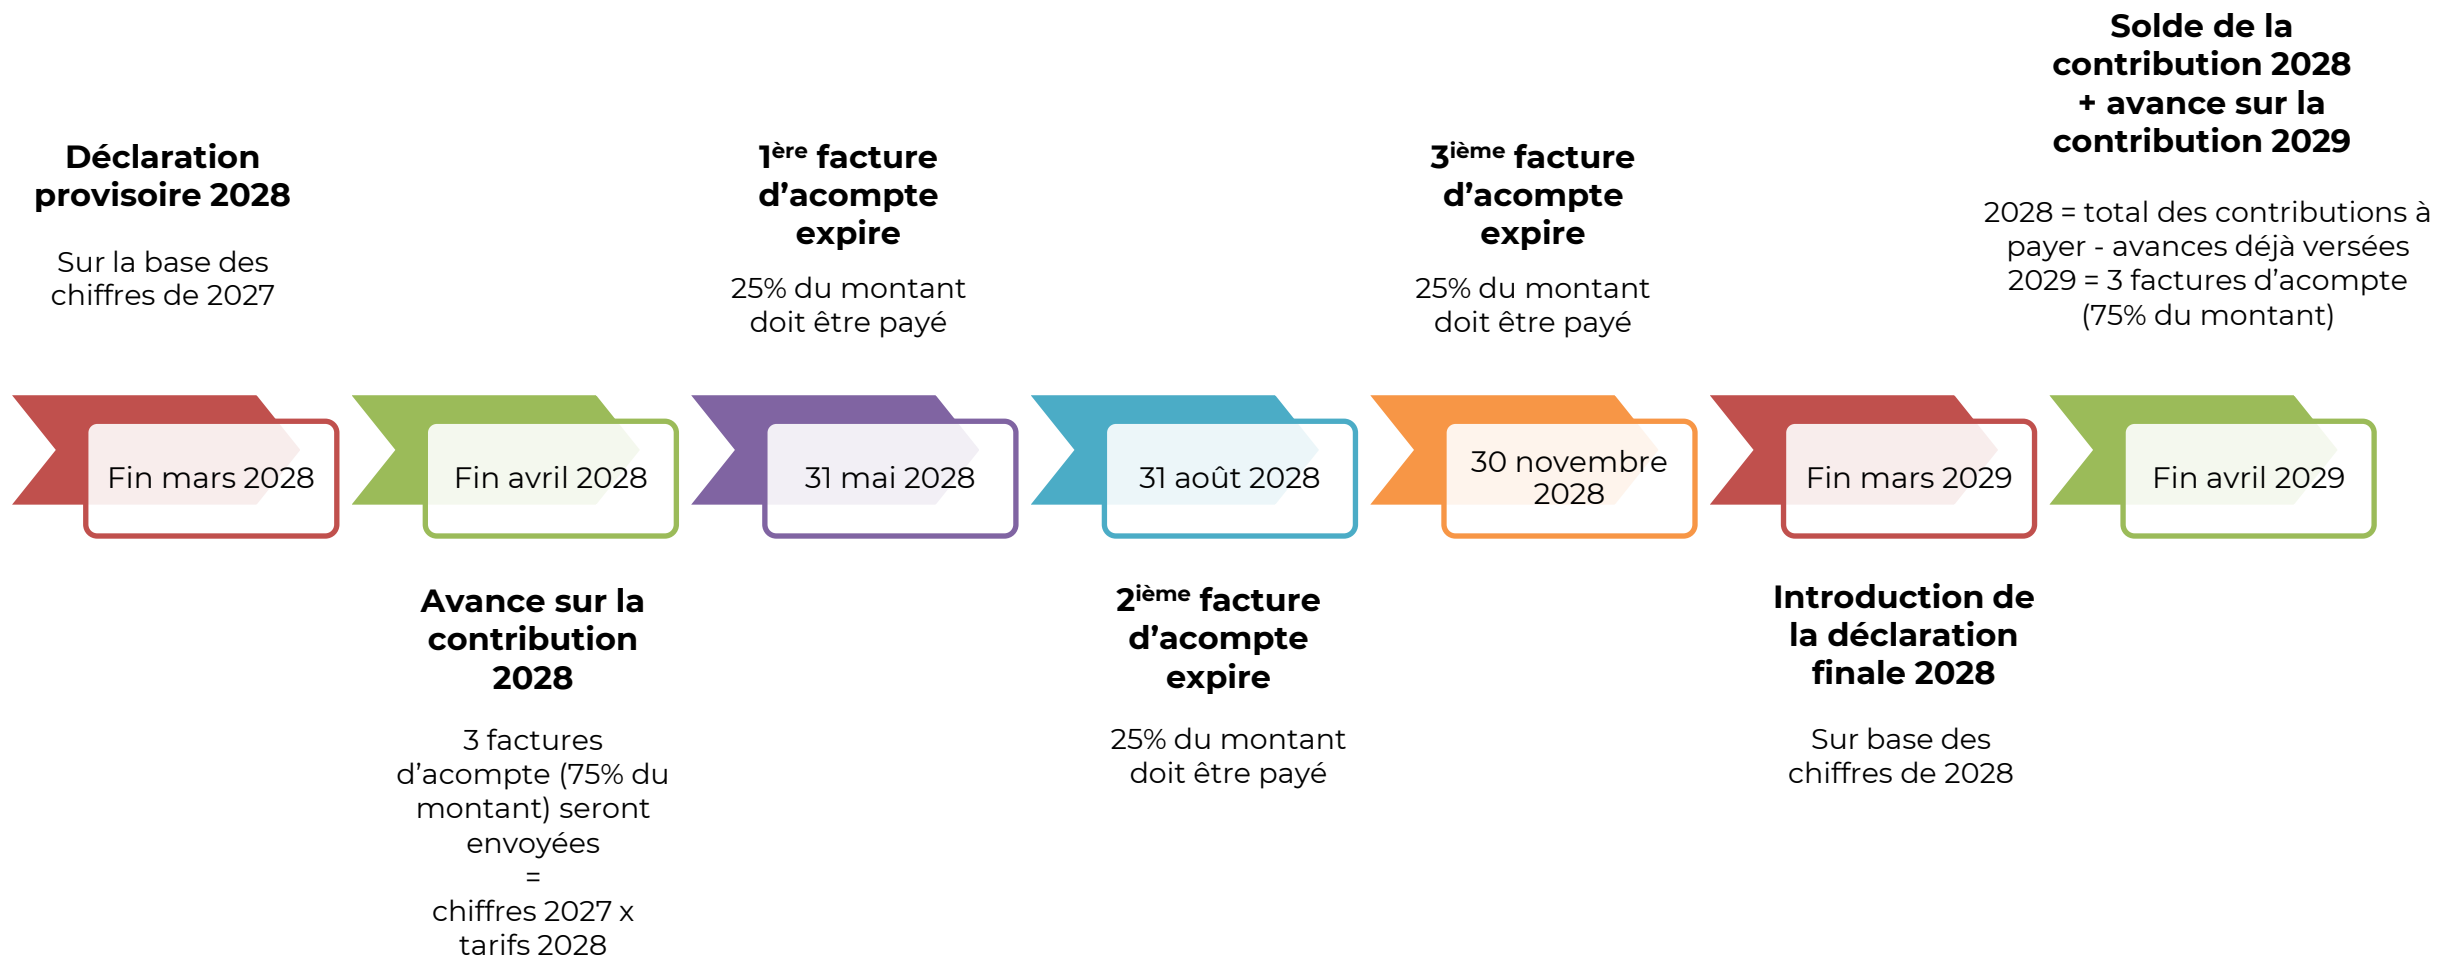 Déclaration
provisoire 2028
Sur la base des
chiffres de 2027
Fin mars 2028
Fin avril 2028
Avance sur la
contribution
2028
3 factures
d’acompte (75% du
montant) seront
envoyées
=
chiffres 2027 x
tarifs 2028
1ère facture
d’acompte
expire
25% du montant
doit être payé
31 mai 2028
31 août 2028
2ième facture
d’acompte
expire
25% du montant
doit être payé
3ième facture
d’acompte
expire
25% du montant
doit être payé
30 novembre
2028
Fin mars 2029
Introduction de
la déclaration
finale 2028
Sur base des
chiffres de 2028
Solde de la
contribution 2028
+ avance sur la
contribution 2029
2028 = total des contributions à
payer - avances déjà versées
2029 = 3 factures d’acompte
(75% du montant)
Fin avril 2029